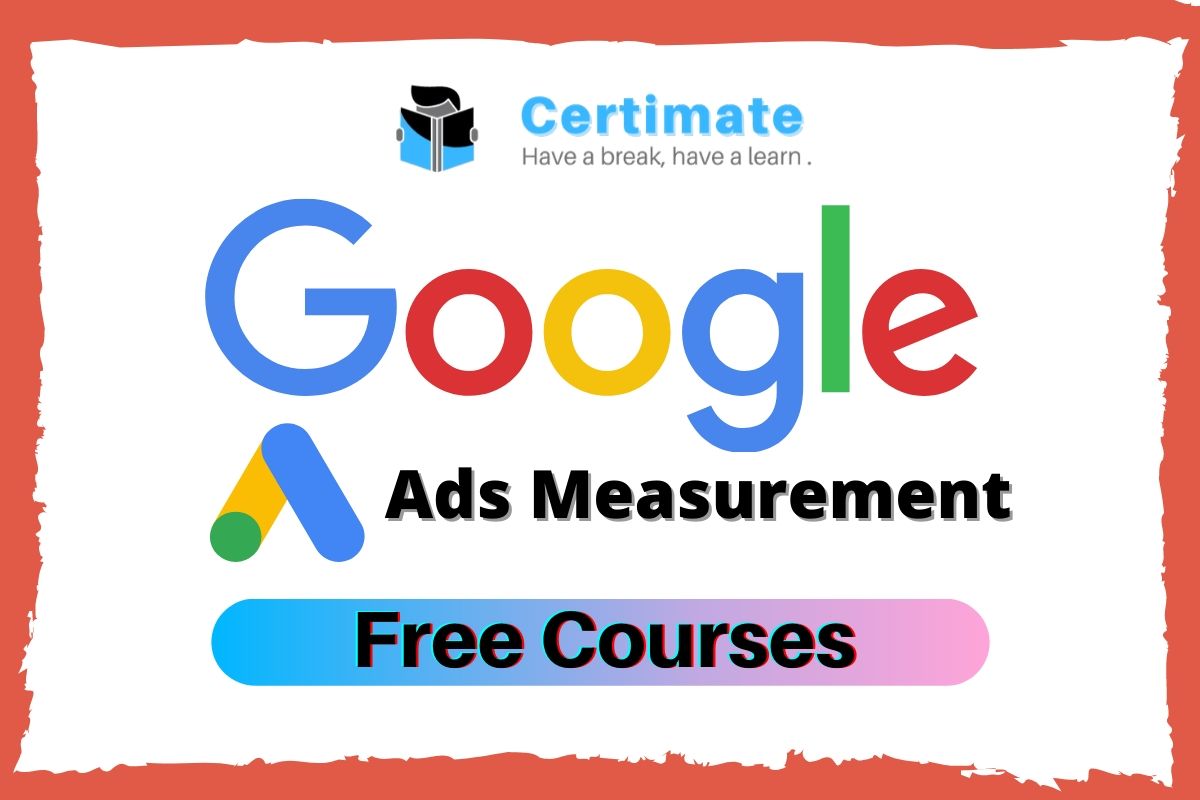 Certimate
Have a break, have a learn .
Google
Ads Measurement
Free Courses